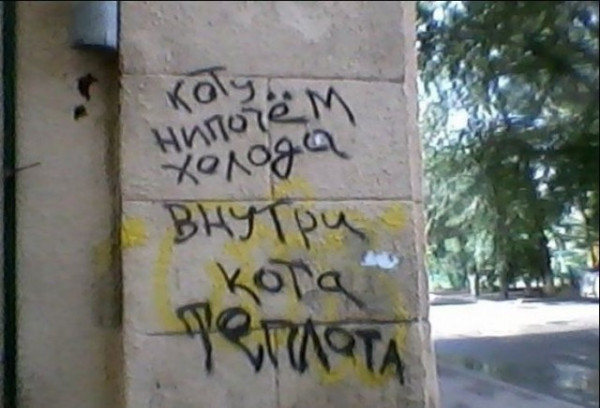 коту
нипочём
холода
внутри
кота
теплота